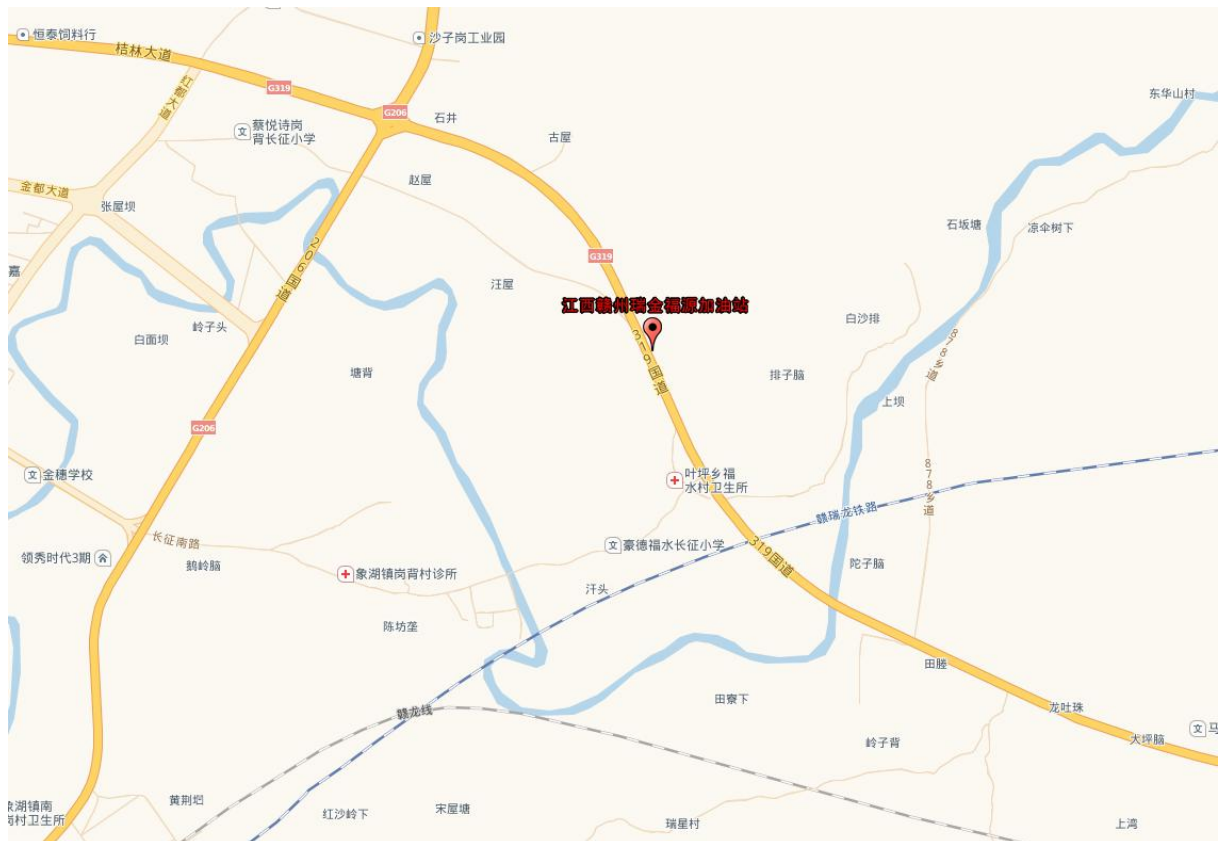 恒泰饲料行
沙子岗工业园
桔林大道
红都大道
G319
G206
石井
东华山村
蔡悦诗岗
背长征小学
古屋
赵屋
金都大道
张屋坝
石坂塘
凉伞树下
206国道
G319
嘉
汪屋
江西赣州瑞金福源加油站
岭子头
白面坝
白沙排
319国道
878乡道
塘背
排子脑
上坝
G206
金穗学校
叶坪乡福
水村卫生所
878乡道
赣瑞龙铁路
长征南路
豪德福水长征小学
319国道
领秀时代3期
鹅岭脑
象湖镇岗背村诊所
陀子脑
汗头
陈坊垄
田塍
田寮下
龙吐珠
赣龙线
马
岭子背
犬坪脑
象湖镇南
岗村卫生所
红沙岭下
宋屋塘
瑞星村
上湾